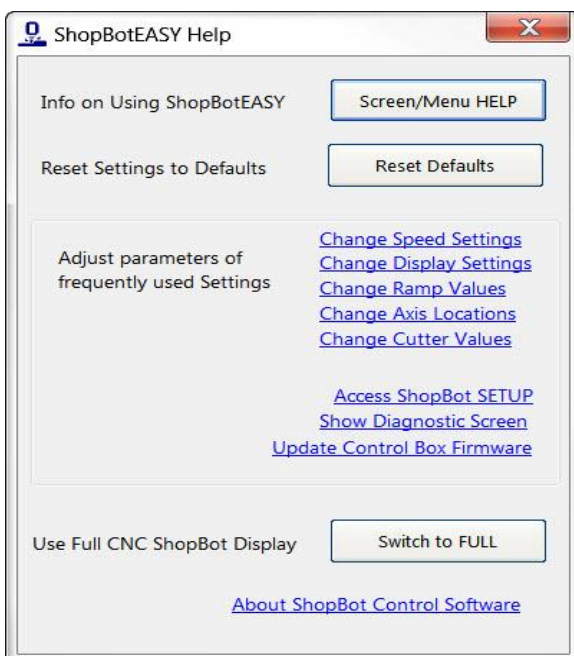 ShopBotEASY Help
Info on Using ShopBotEASY
Screen/Menu HELP
Reset Settings to Defaults
Reset Defaults
Adjust parameters of
frequently used Settings
Change Speed Settings
Change Display Settings
Change Ramp Values
Change Axis Locations
Change Cutter Values
Access ShopBot SETUP
Show Diagnostic Screen
Update Control Box Firmware
Use Full CNC ShopBot Display
Switch to FULL
About ShopBot Control Software